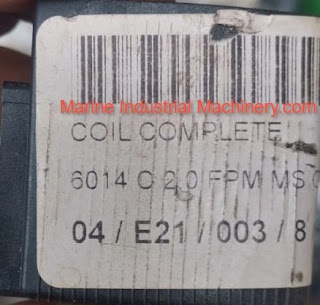 Marine Industrial Machinery.com
COIL COMPLETE
6014 C 2,0 FPM MS
04 / E21 / 003 / 8